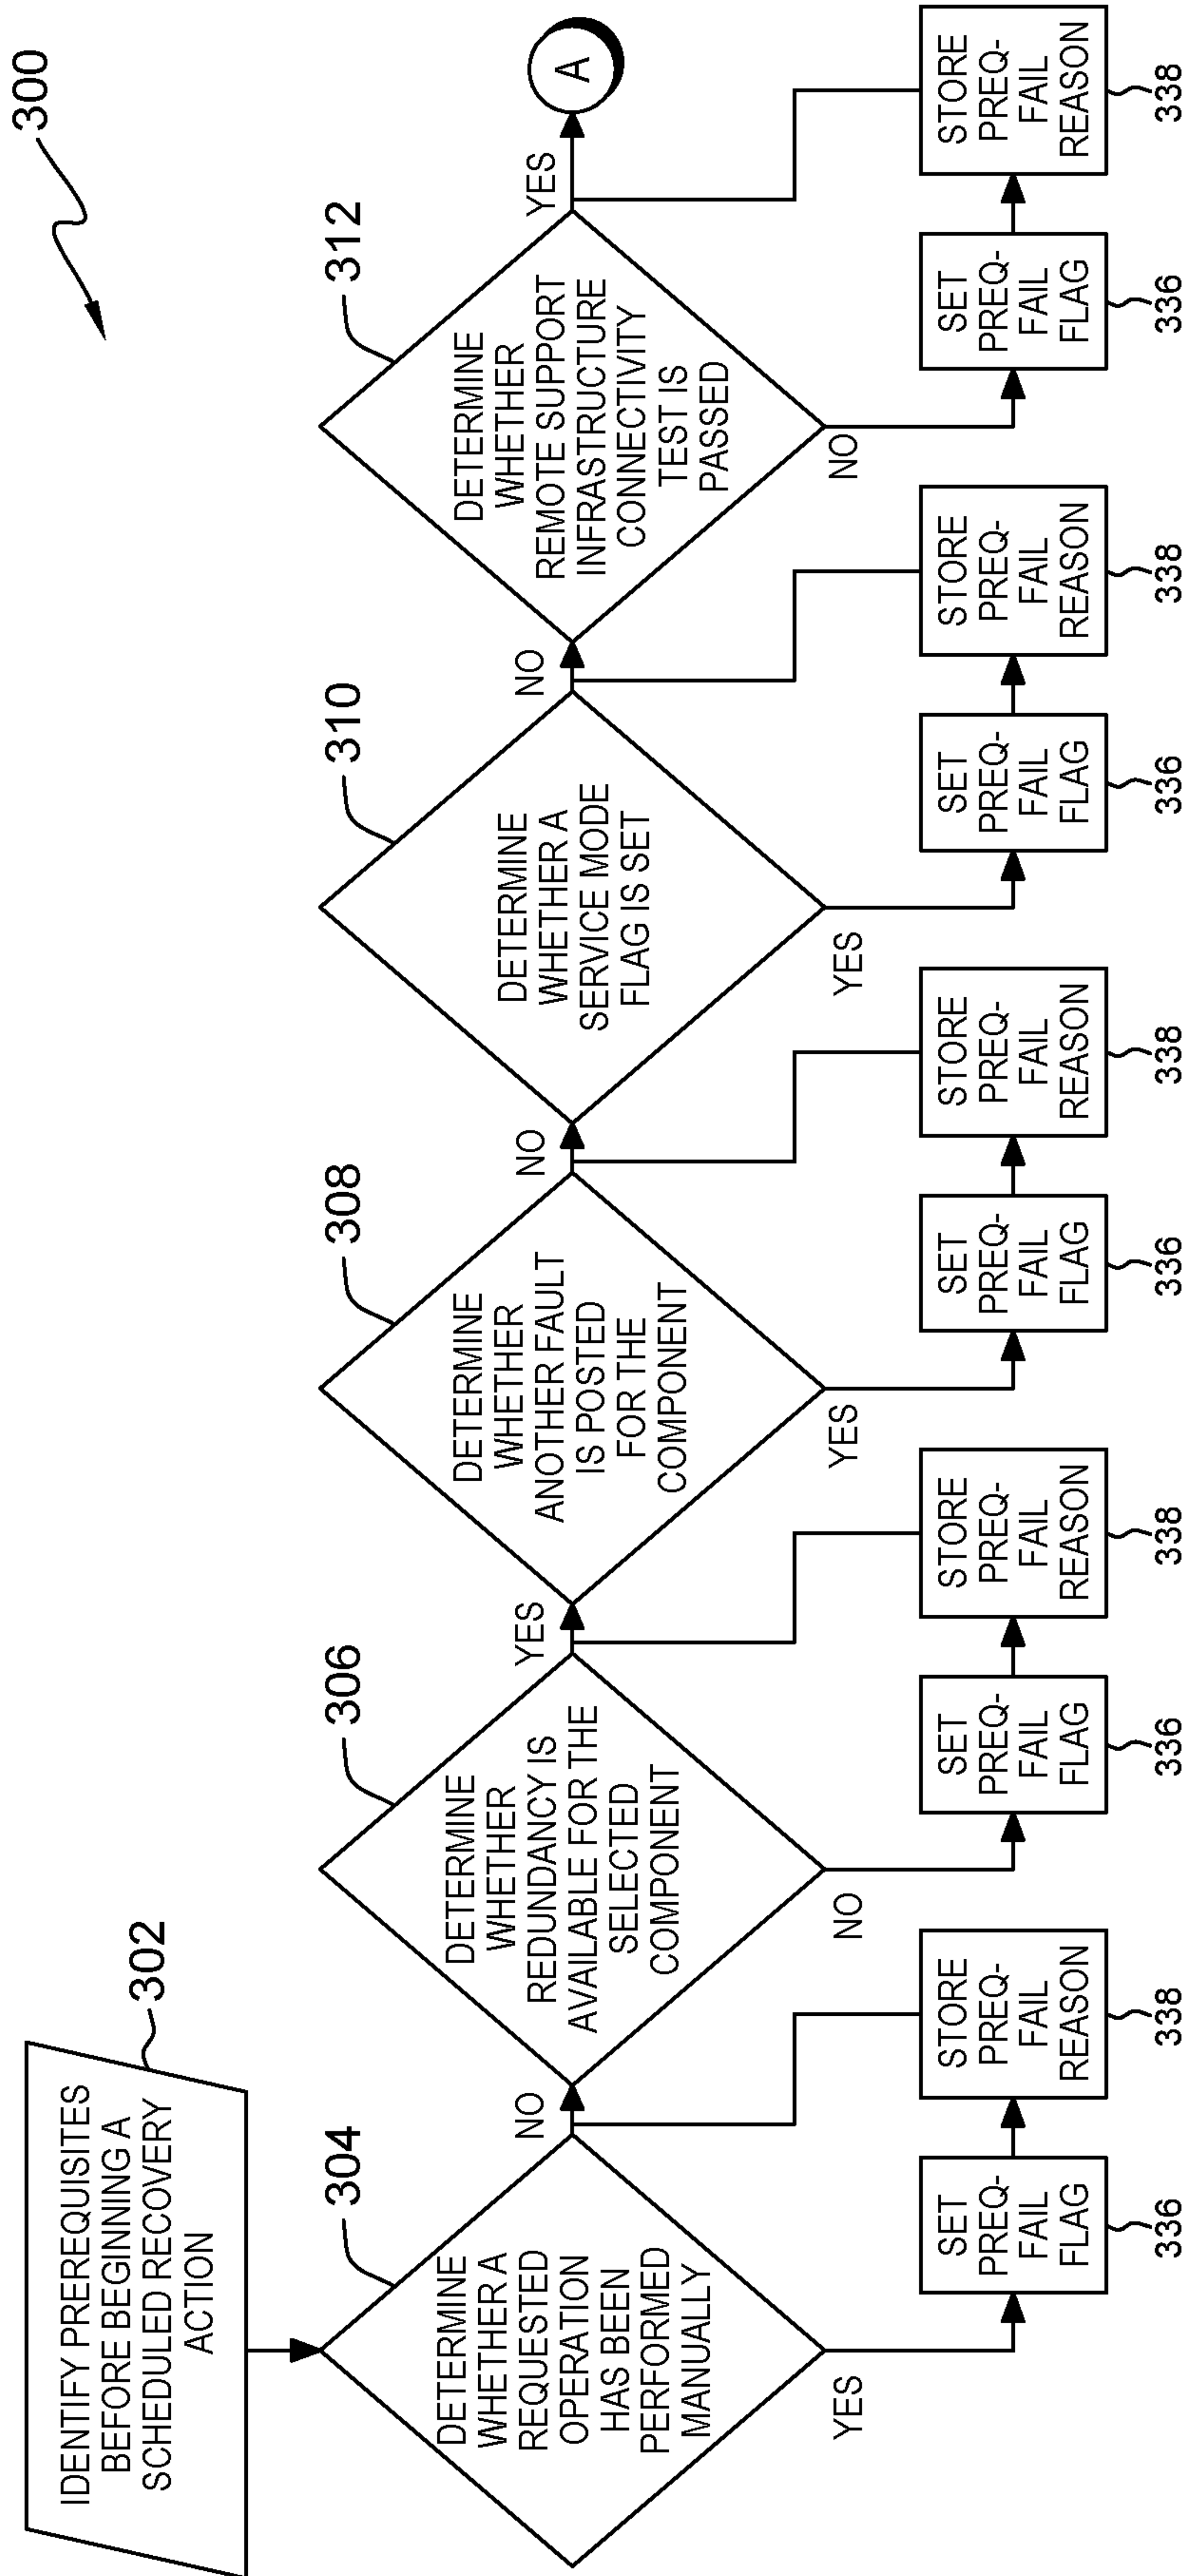 300
IDENTIFY PREREQUISITES
BEFORE BEGINNING A
SCHEDULED RECOVERY
ACTION
302
304
DETERMINE
WHETHER A
REQUESTED
OPERATION
HAS BEEN
PERFORMED
MANUALLY
NO
YES
SET
PREQ-
FAIL
FLAG
336
STORE
PREQ-
FAIL
REASON
338
306
DETERMINE
WHETHER
REDUNDANCY IS
AVAILABLE FOR THE
SELECTED
COMPONENT
YES
NO
SET
PREQ-
FAIL
FLAG
336
STORE
PREQ-
FAIL
REASON
338
308
DETERMINE
WHETHER
ANOTHER FAULT
IS POSTED
FOR THE
COMPONENT
NO
YES
SET
PREQ-
FAIL
FLAG
336
STORE
PREQ-
FAIL
REASON
338
310
DETERMINE
WHETHER A
SERVICE MODE
FLAG IS SET
NO
YES
SET
PREQ-
FAIL
FLAG
336
STORE
PREQ-
FAIL
REASON
338
312
DETERMINE
WHETHER
REMOTE SUPPORT
INFRASTRUCTURE
CONNECTIVITY
TEST IS
PASSED
YES
A
NO
SET
PREQ-
FAIL
FLAG
336
STORE
PREQ-
FAIL
REASON
338